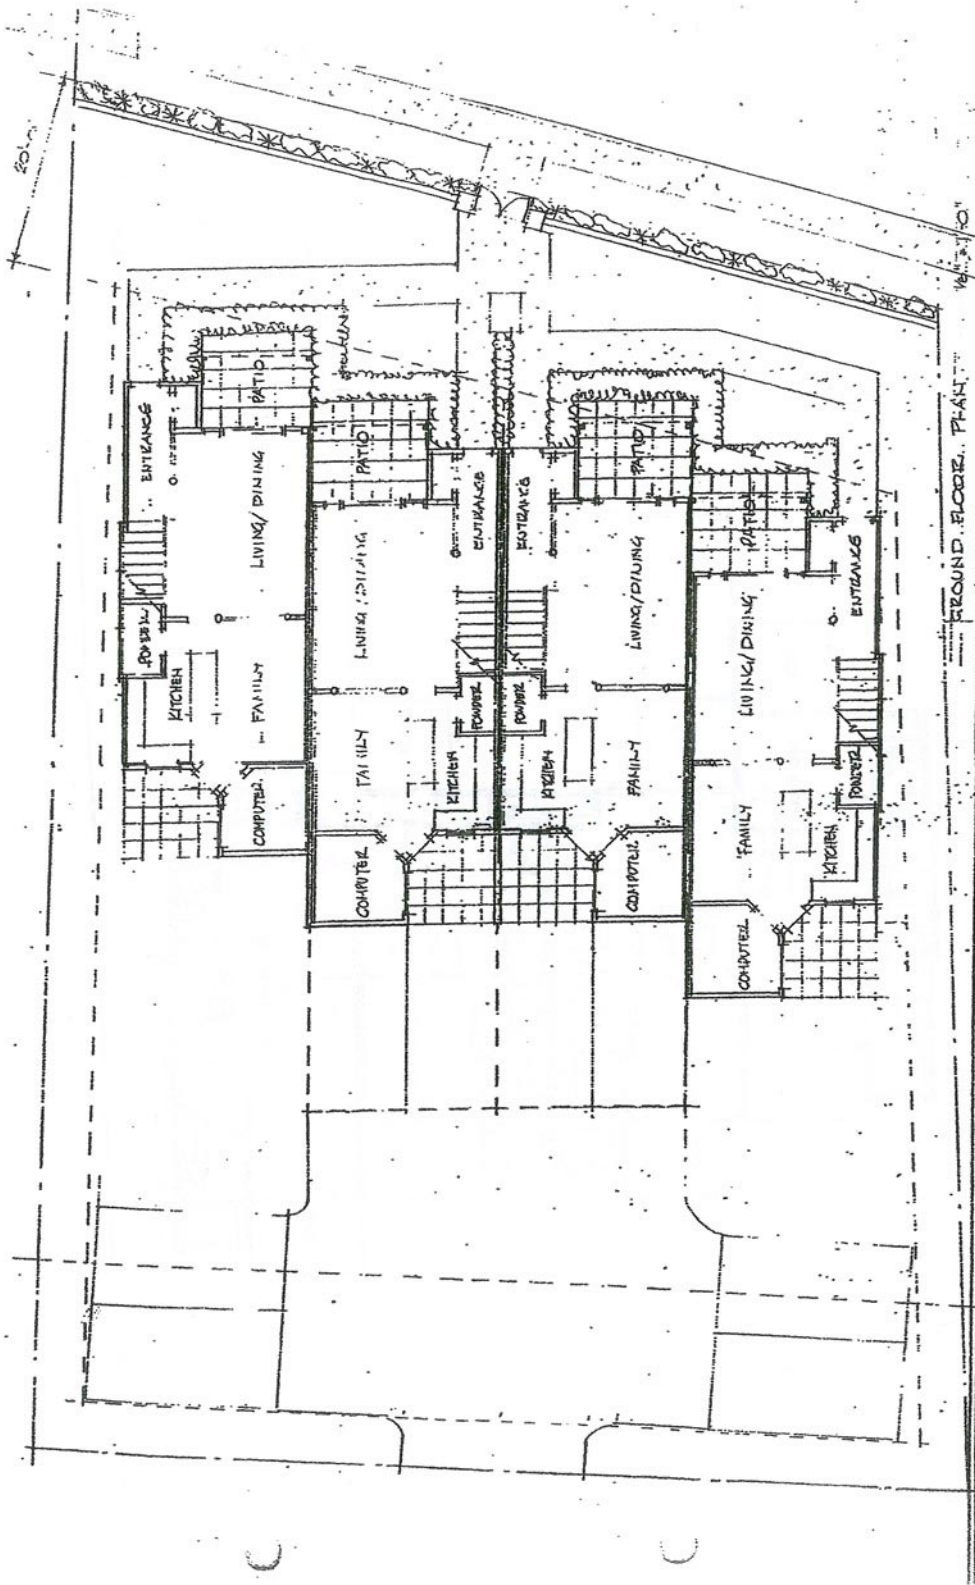 20'-0"
ENTRANCE
PATIO
LIVING/DINING
POWDER
KITCHEN
FAMILY
COMPUTER
PATIO
ENTRANCE
LIVING/DINING
POWDER
FAMILY
KITCHEN
COMPUTER
ENTRANCE
PATIO
LIVING/DINING
POWDER
KITCHEN
FAMILY
COMPUTER
PATIO
ENTRANCE
LIVING/DINING
POWDER
FAMILY
KITCHEN
COMPUTER
GROUND FLOOR PLAN